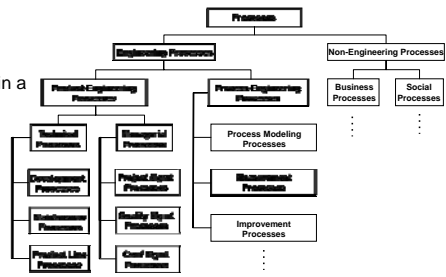 Processes
Engineering Processes
Non-Engineering Processes
in a
Product-Engineering
Processes
Process-Engineering
Processes
Business
Processes
Social
Processes
Technical
Processes
Managerial
Processes
Process Modeling
Processes
Development
Processes
Project Mgmt
Processes
Measurement
Processes
Maintenance
Processes
Quality Mgmt
Processes
Improvement
Processes
Product Line
Processes
Conf Mgmt
Processes